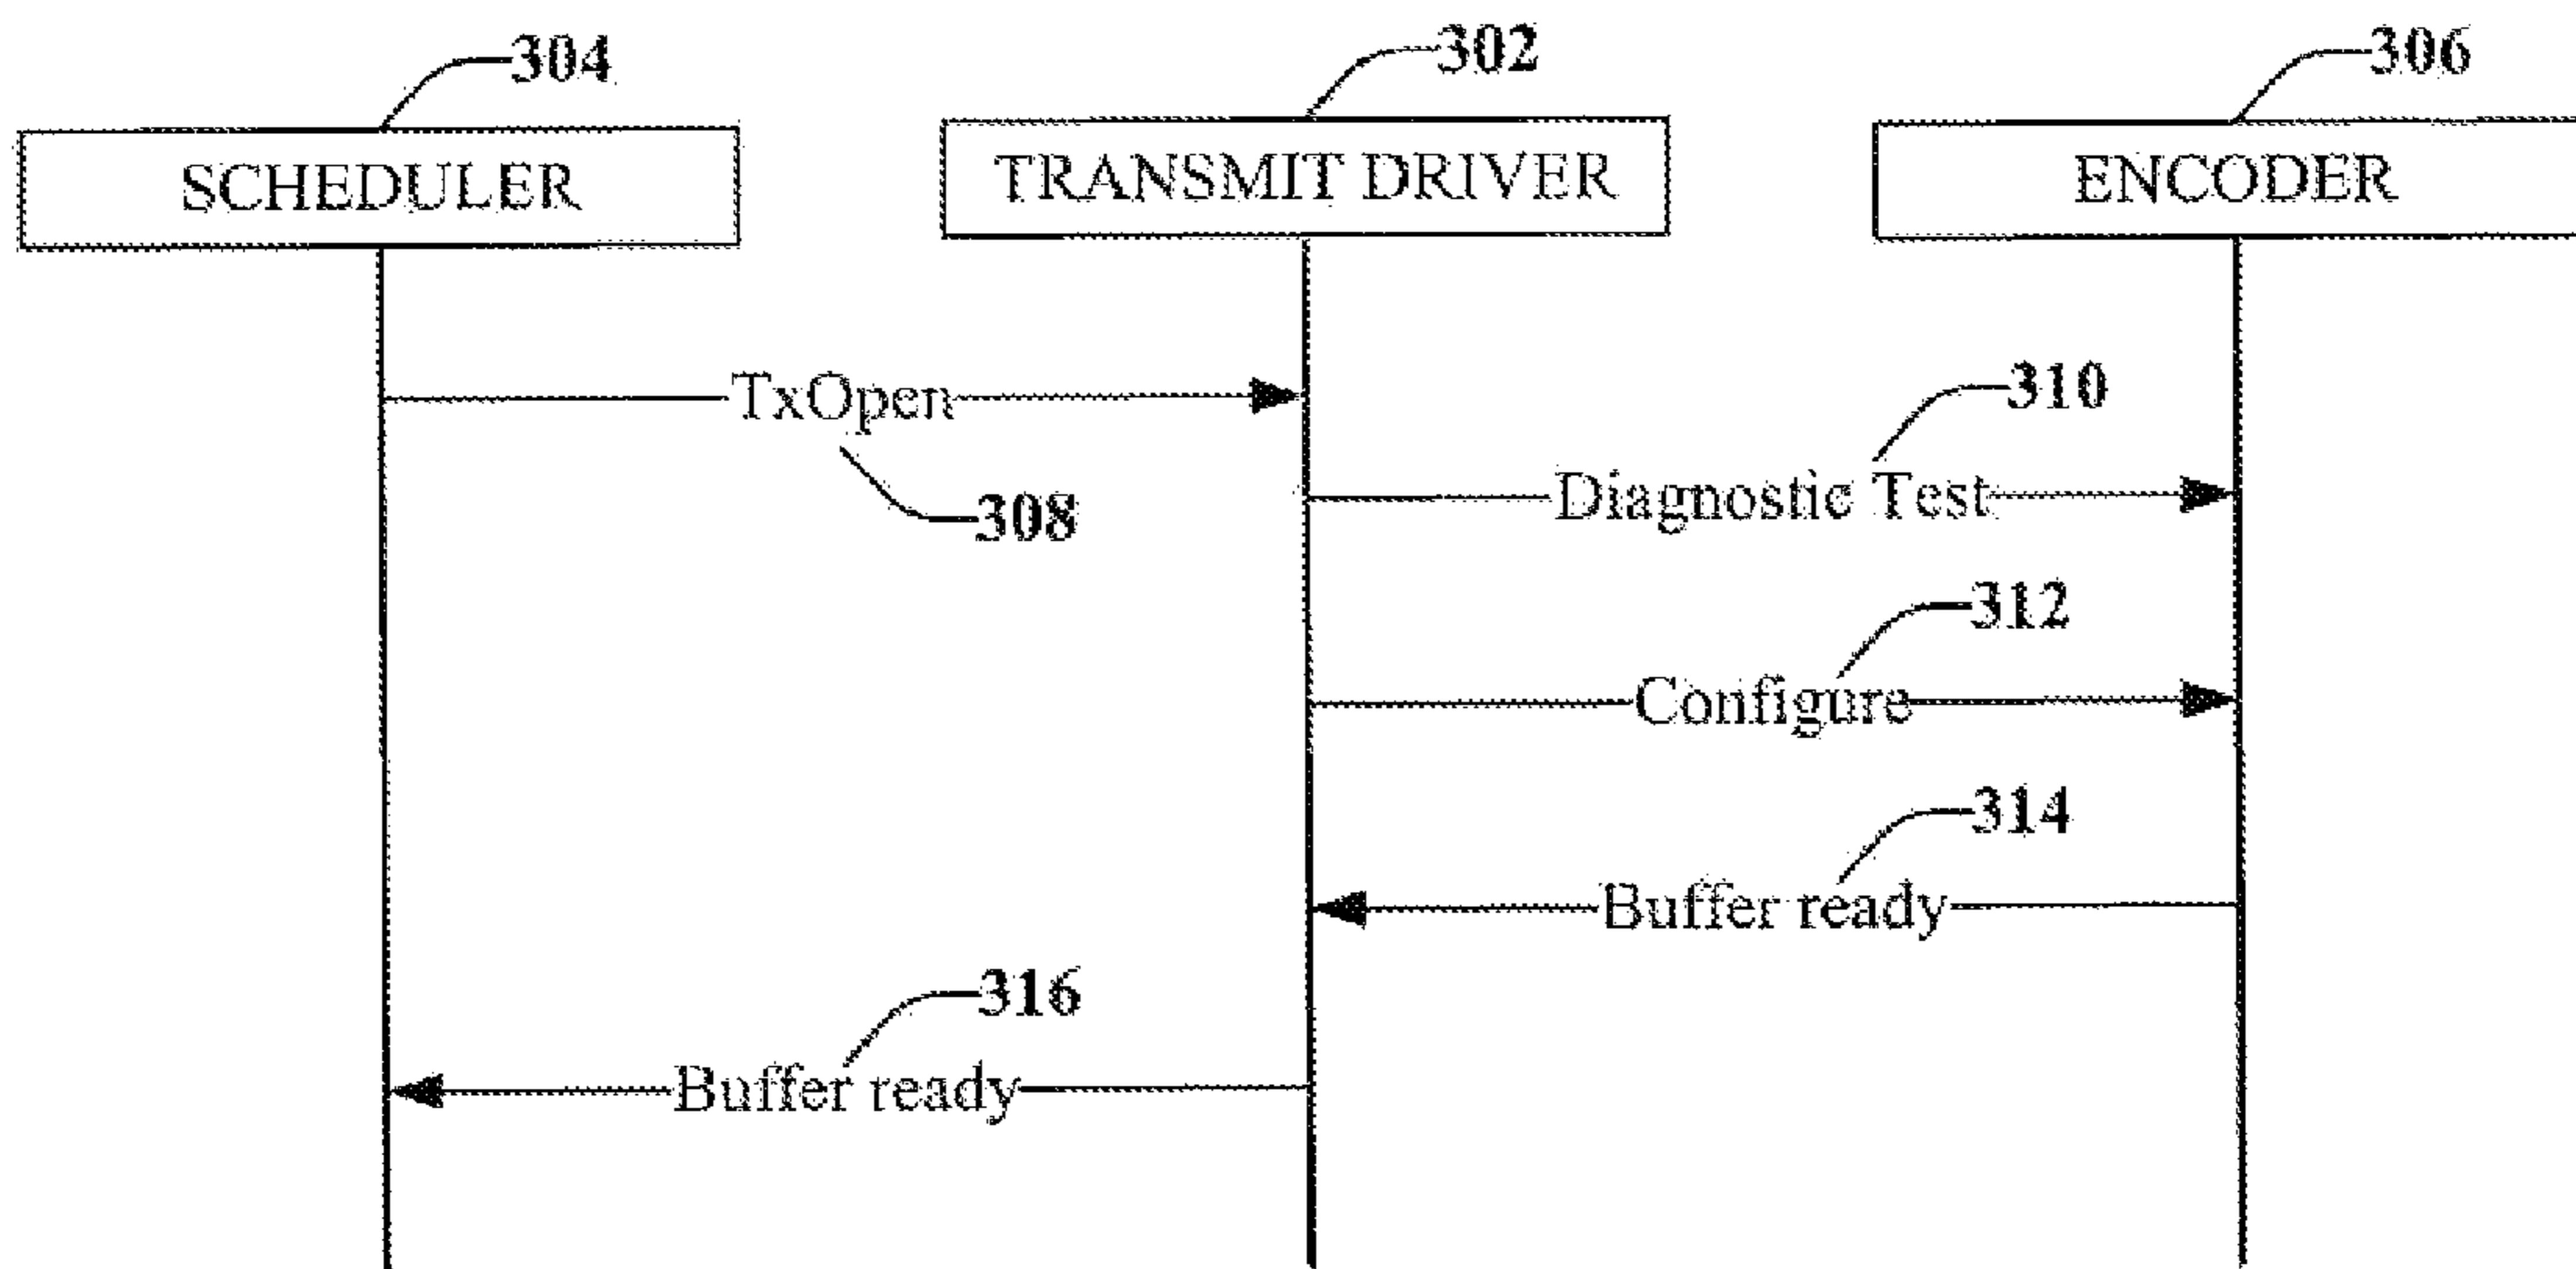 304
302
306
SCHEDULER
TRANSMIT DRIVER
ENCODER
TxOpen
310
Diagnostic Test
308
312
Configure
314
Buffer ready
316
Buffer ready